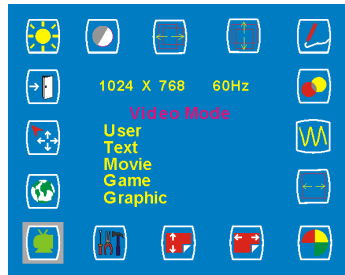 1024 X 768 60Hz
Video Mode
User
Text
Movie
Game
Graphic